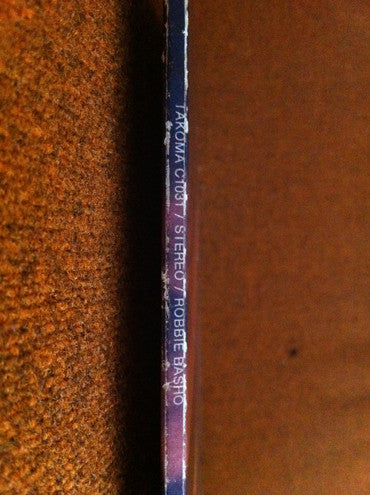 TAKOMA C1031 / STEREO / ROBBIE BASHO